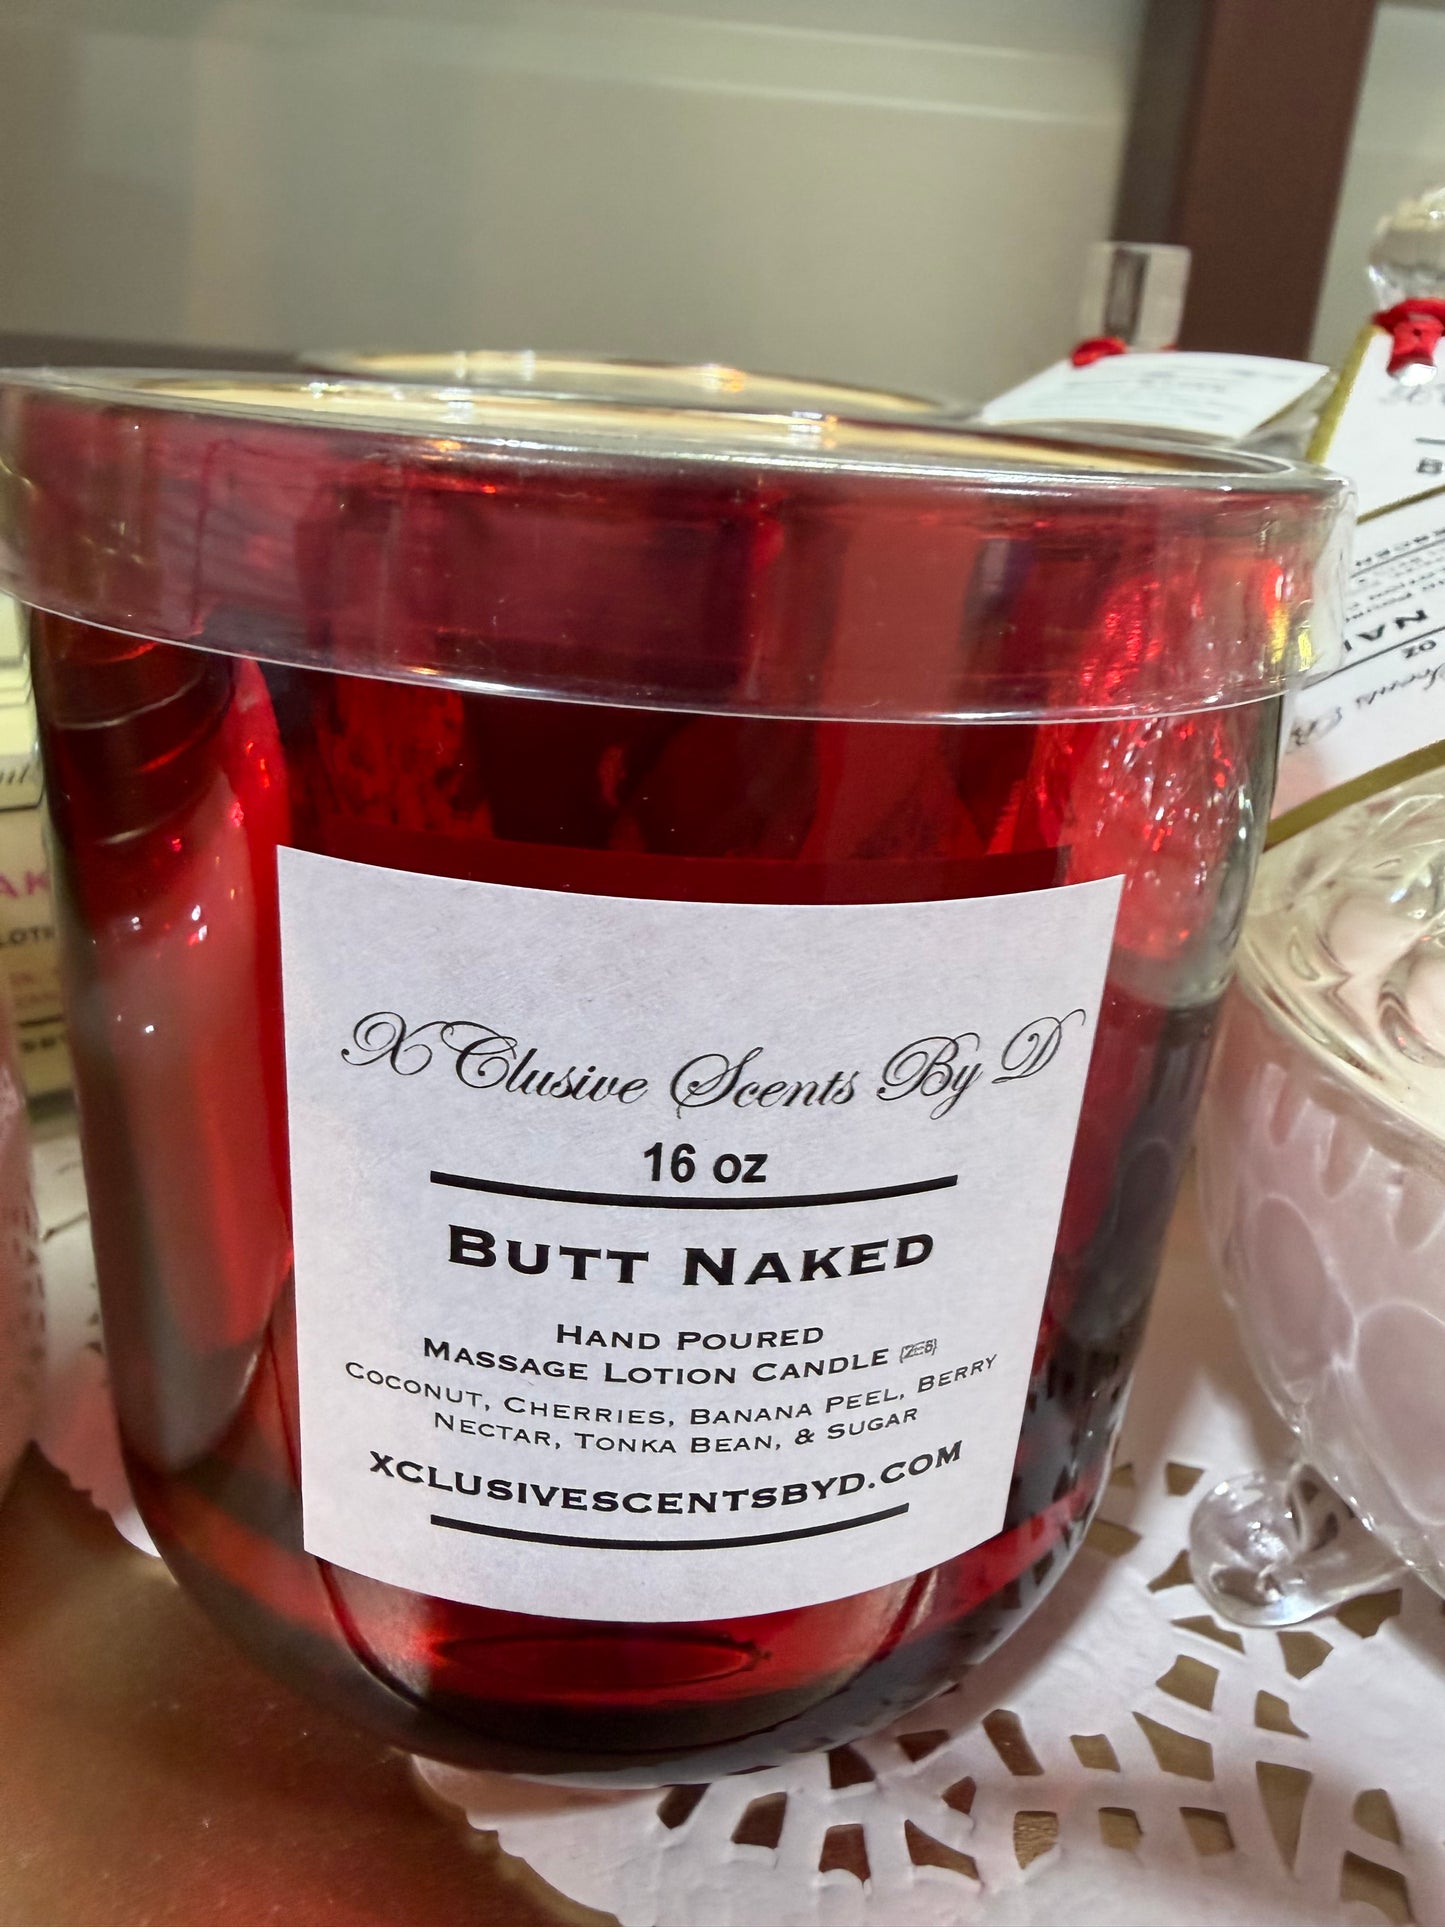 X Clusive Scents By D
16 oz
BUTT NAKED
HAND POURED
MASSAGE LOTION CANDLE
COCONUT, CHERRIES, BANANA PEEL, BERRY
NECTAR, TONKA BEAN, & SUGAR
XCLUSIVESCENTSBYD.COM